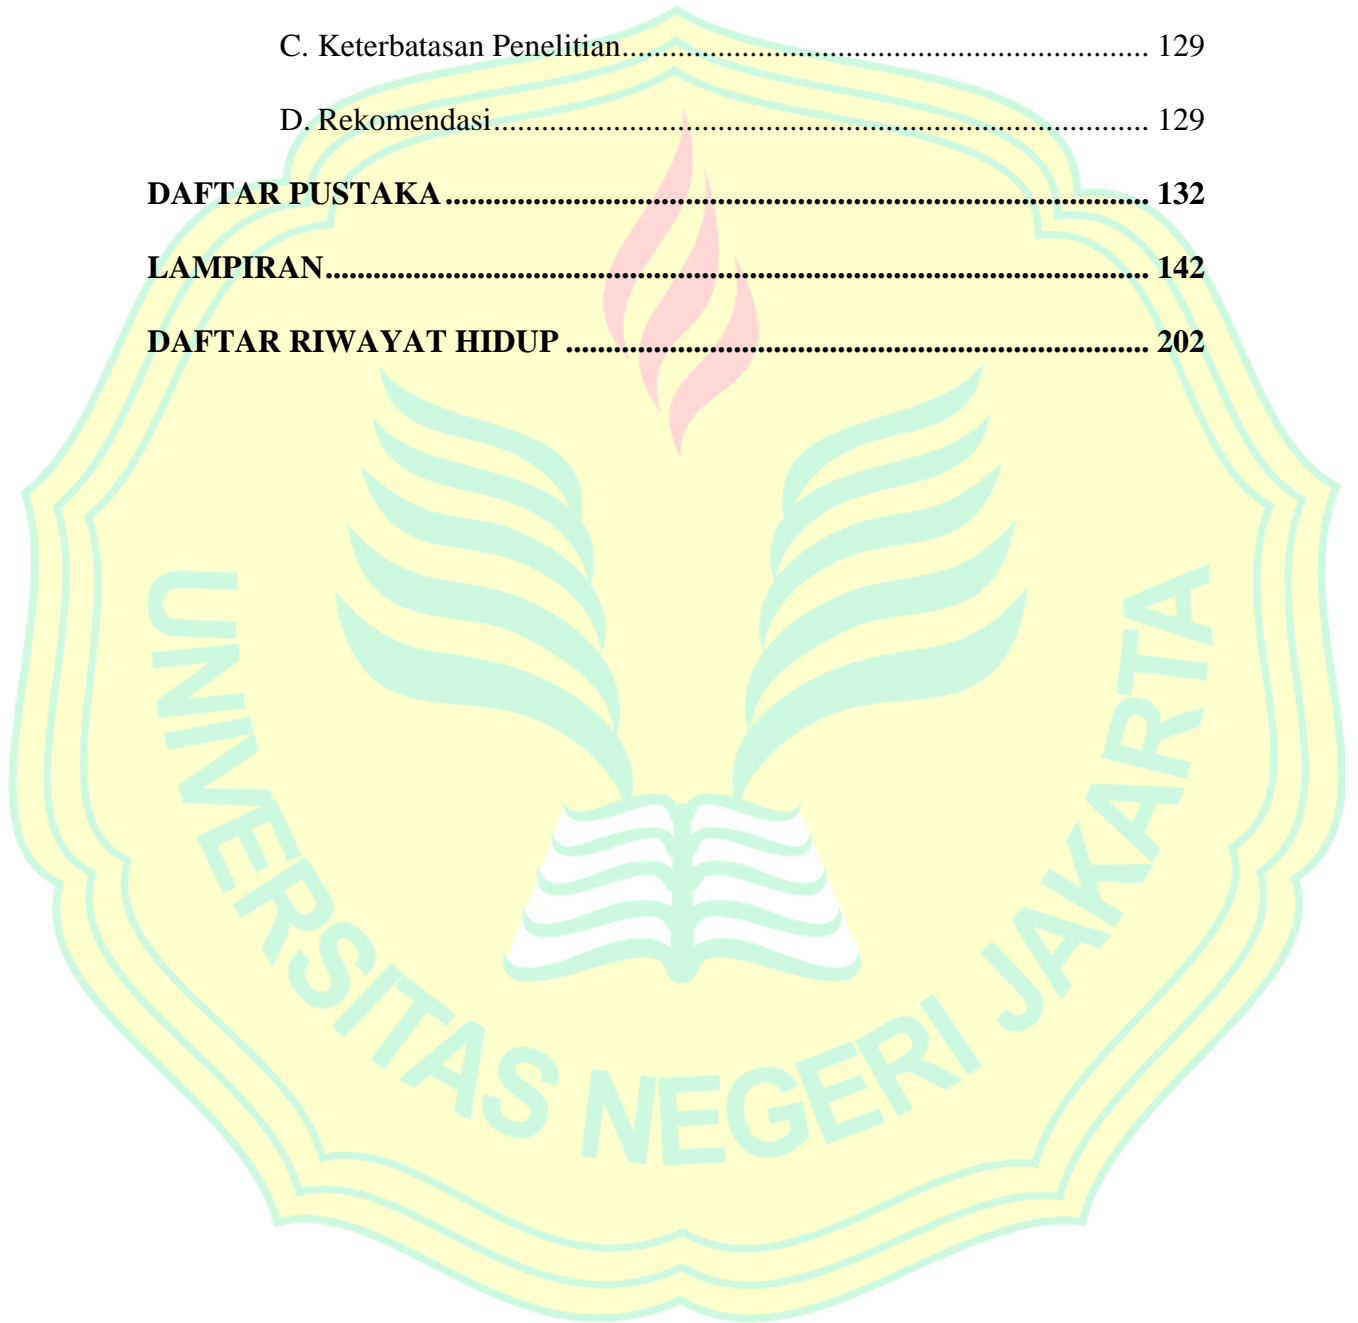 C. Keterbatasan Penelitian.................................................................. 129
D. Rekomendasi.................................................................................. 129
DAFTAR PUSTAKA........................................................................................ 132
LAMPIRAN....................................................................................................... 142
DAFTAR RIWAYAT HIDUP......................................................................... 202
UNIVERSITAS NEGERI JAKARTA